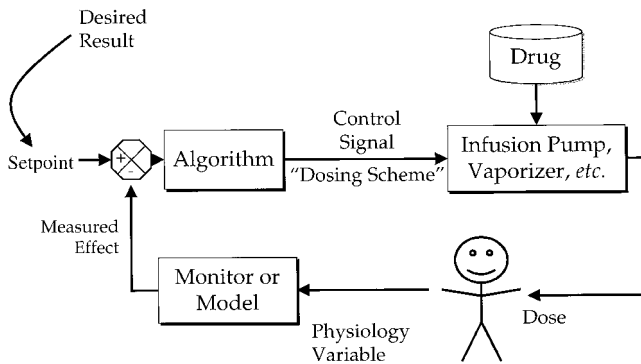 Desired
Result
Drug
Control
Signal
Setpoint
+
-
Algorithm
"Dosing Scheme"
Infusion Pump,
Vaporizer, etc.
Measured
Effect
Monitor or
Model
Physiology
Variable
Dose